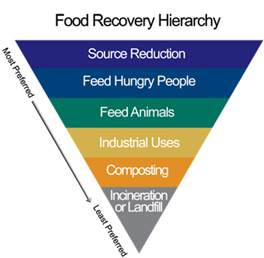 Food Recovery Hierarchy
Most Preferred
Source Reduction
Feed Hungry People
Feed Animals
Industrial Uses
Composting
Incineration
or Landfill
Least Preferred